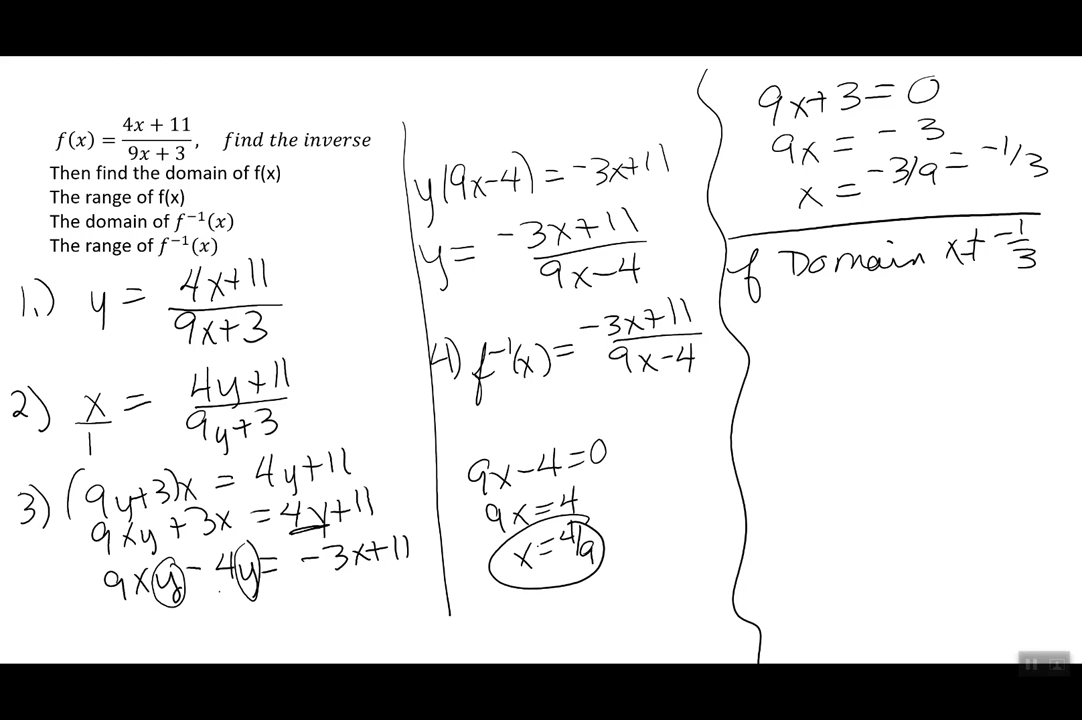 f(x) = (4x + 11)/(9x + 3), find the inverse
Then find the domain of f(x)
The range of f(x)
The domain of f⁻¹(x)
The range of f⁻¹(x)
1.) y = (4x+11)/(9x+3)
2) x/1 = (4y+11)/(9y+3)
3) (9y+3)x = 4y+11
9xy + 3x = 4y+11
9xy - 4y = -3x+11
y(9x-4) = -3x+11
y = (-3x+11)/(9x-4)
4) f⁻¹(x) = (-3x+11)/(9x-4)
9x-4=0
9x=4
x=4/9
9x+3=0
9x = -3
x = -3/9 = -1/3
f Domain x≠ -1/3